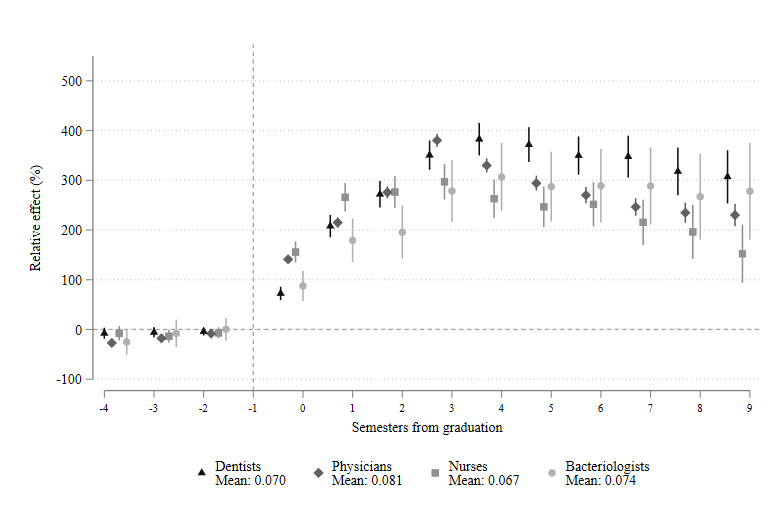 Relative effect (%)
500
400
300
200
100
0
-100
-4 -3 -2 -1 0 1 2 3 4 5 6 7 8 9
Semesters from graduation
Dentists Physicians Nurses Bacteriologists
Mean: 0.070 Mean: 0.081 Mean: 0.067 Mean: 0.074